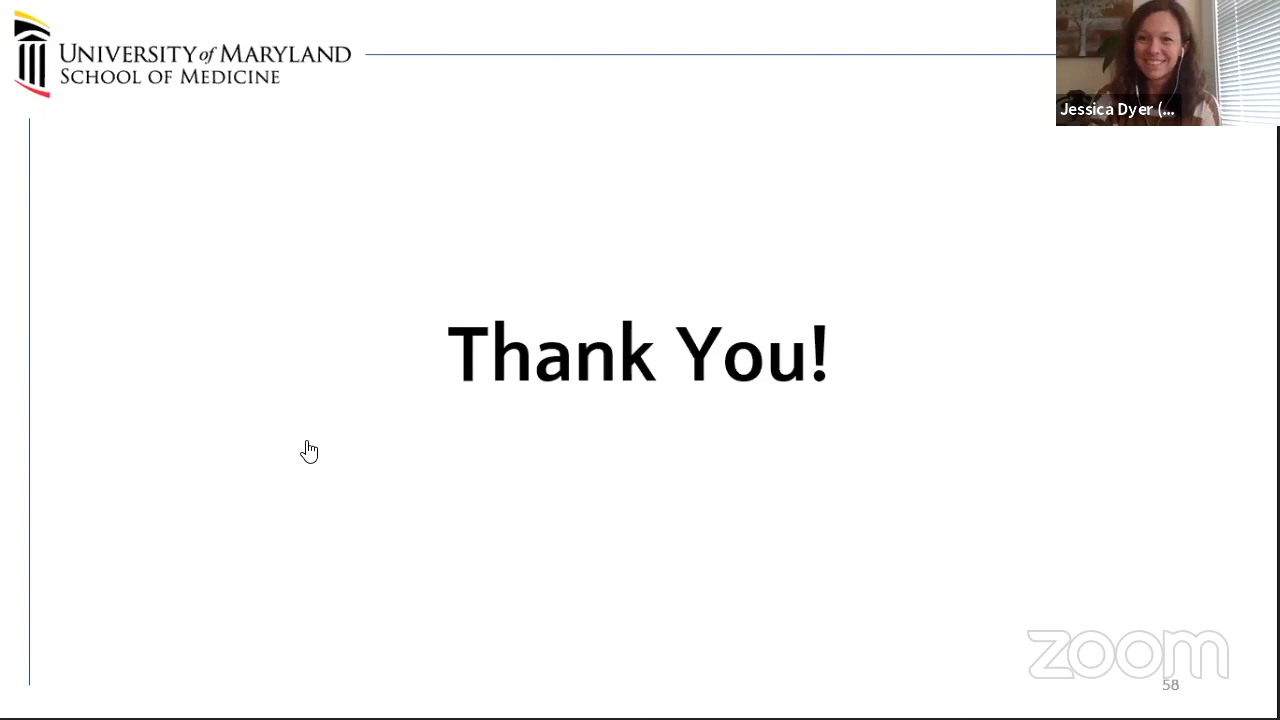 UNIVERSITY of MARYLAND
SCHOOL OF MEDICINE
Jessica Dyer (...
Thank You!
zoom
58